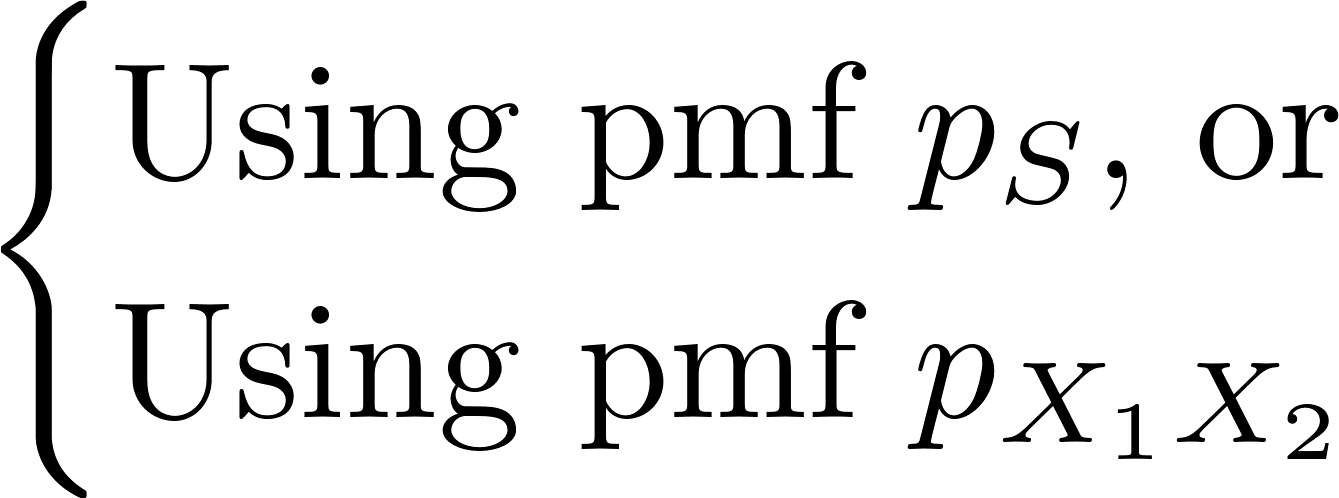 Using pmf $p_S$, or
Using pmf $p_{X_1 X_2}$